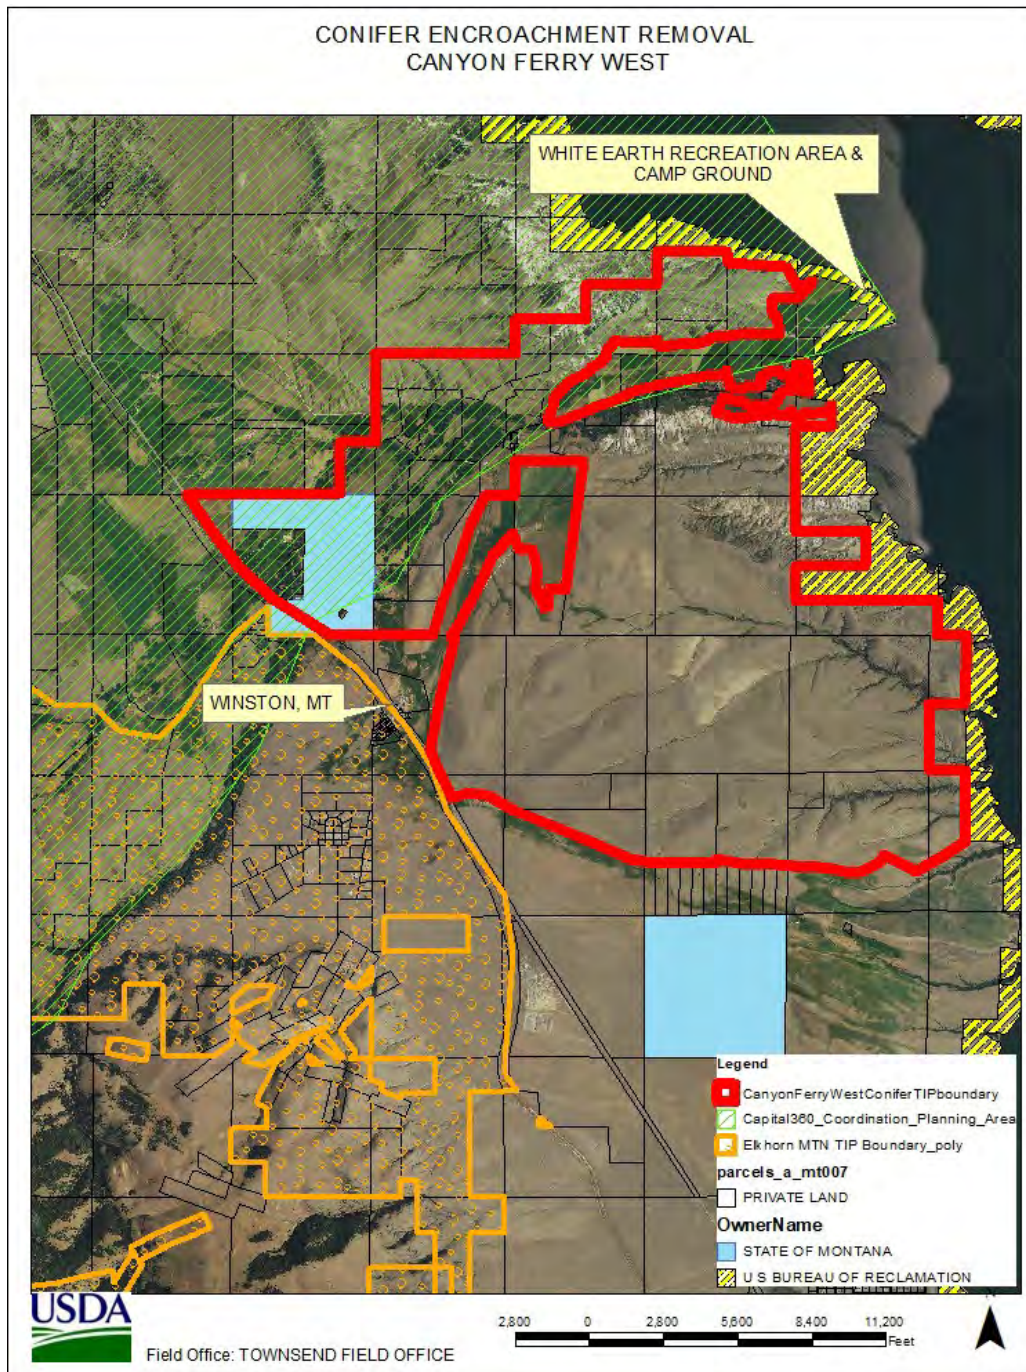 CONIFER ENCROACHMENT REMOVAL
CANYON FERRY WEST
WHITE EARTH RECREATION AREA &
CAMP GROUND
WINSTON, MT
Legend
CanyonFerryWestConiferTIPboundary
Capital360_Coordination_Planning_Area
Elkhorn MTN TIP Boundary_poly
parcels_a_mt007
PRIVATE LAND
OwnerName
STATE OF MONTANA
U S BUREAU OF RECLAMATION
USDA
Field Office: TOWNSEND FIELD OFFICE
2,800 0 2,800 5,600 8,400 11,200
Feet